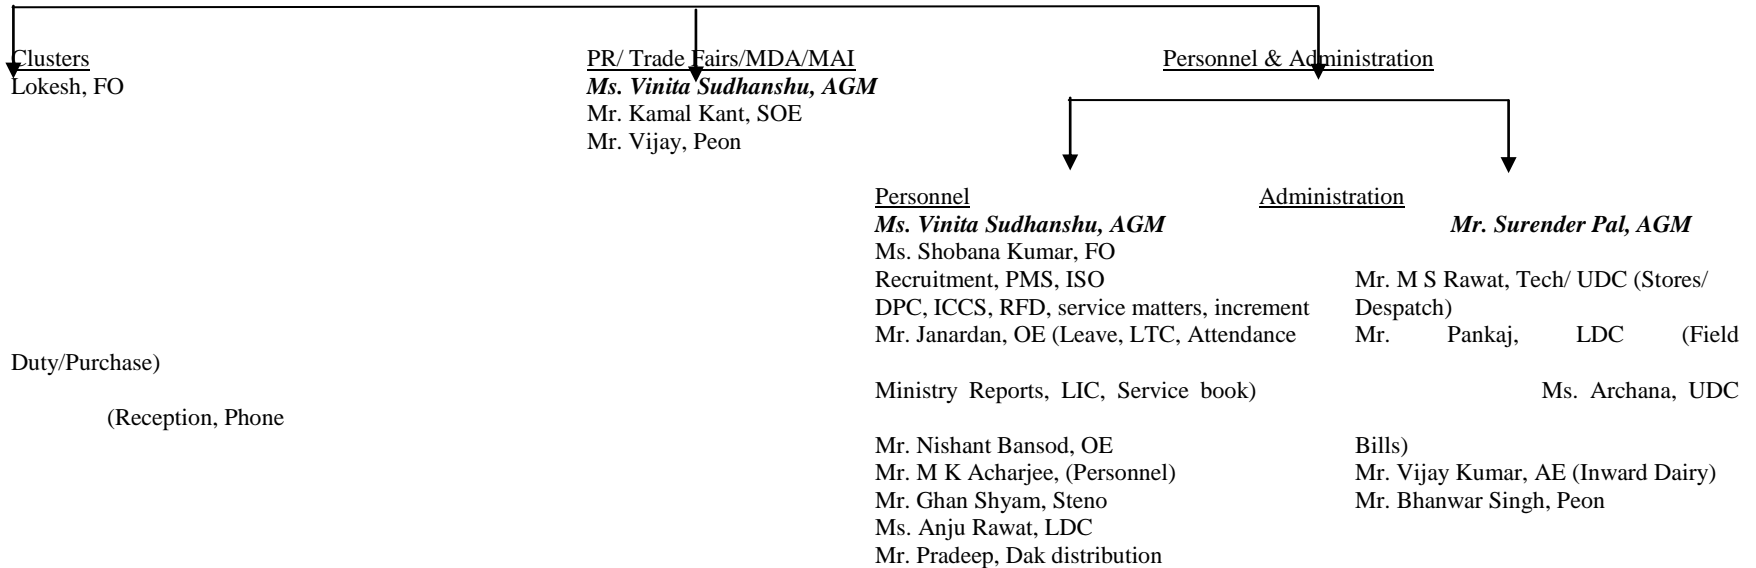 Clusters
Lokesh, FO
PR/ Trade Fairs/MDA/MAI
Ms. Vinita Sudhanshu, AGM
Mr. Kamal Kant, SOE
Mr. Vijay, Peon
Personnel & Administration
Personnel
Ms. Vinita Sudhanshu, AGM
Ms. Shobana Kumar, FO
Recruitment, PMS, ISO
DPC, ICCS, RFD, service matters, increment
Mr. Janardan, OE (Leave, LTC, Attendance
Ministry Reports, LIC, Service book)
Mr. Nishant Bansod, OE
Mr. M K Acharjee, (Personnel)
Mr. Ghan Shyam, Steno
Ms. Anju Rawat, LDC
Mr. Pradeep, Dak distribution
Administration
Mr. Surender Pal, AGM
Mr. M S Rawat, Tech/ UDC (Stores/
Despatch)
Mr. Pankaj, LDC (Field
Duty/Purchase)
Ms. Archana, UDC
(Reception, Phone
Bills)
Mr. Vijay Kumar, AE (Inward Dairy)
Mr. Bhanwar Singh, Peon